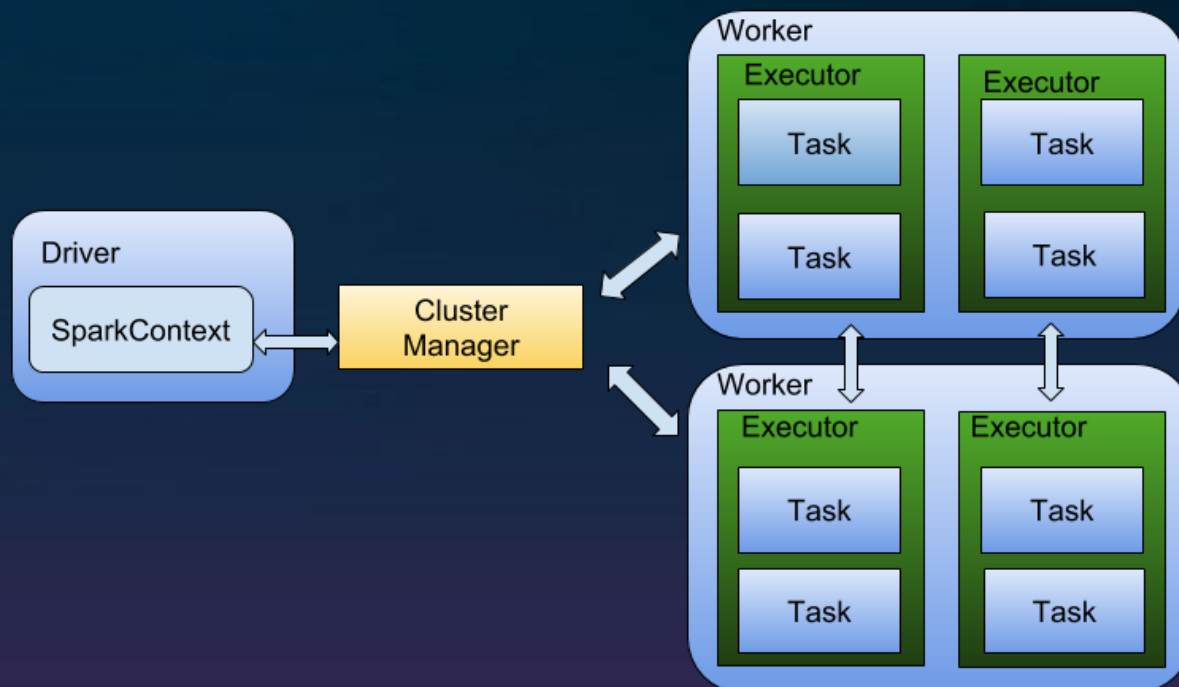 Driver
SparkContext
Cluster
Manager
Worker
Executor
Task
Task
Executor
Task
Task
Worker
Executor
Task
Task
Executor
Task
Task